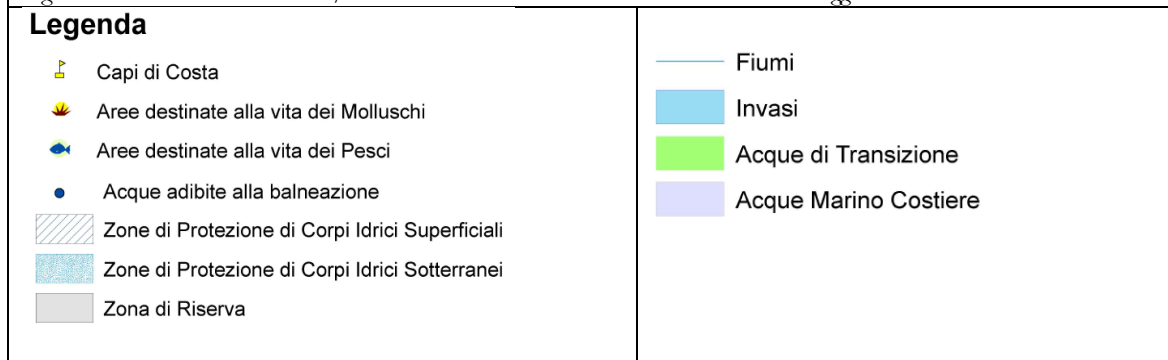 Legenda
Capi di Costa
Aree destinate alla vita dei Molluschi
Aree destinate alla vita dei Pesci
Acque adibite alla balneazione
Zone di Protezione di Corpi Idrici Superficiali
Zone di Protezione di Corpi Idrici Sotterranei
Zona di Riserva
Fiumi
Invasi
Acque di Transizione
Acque Marino Costiere